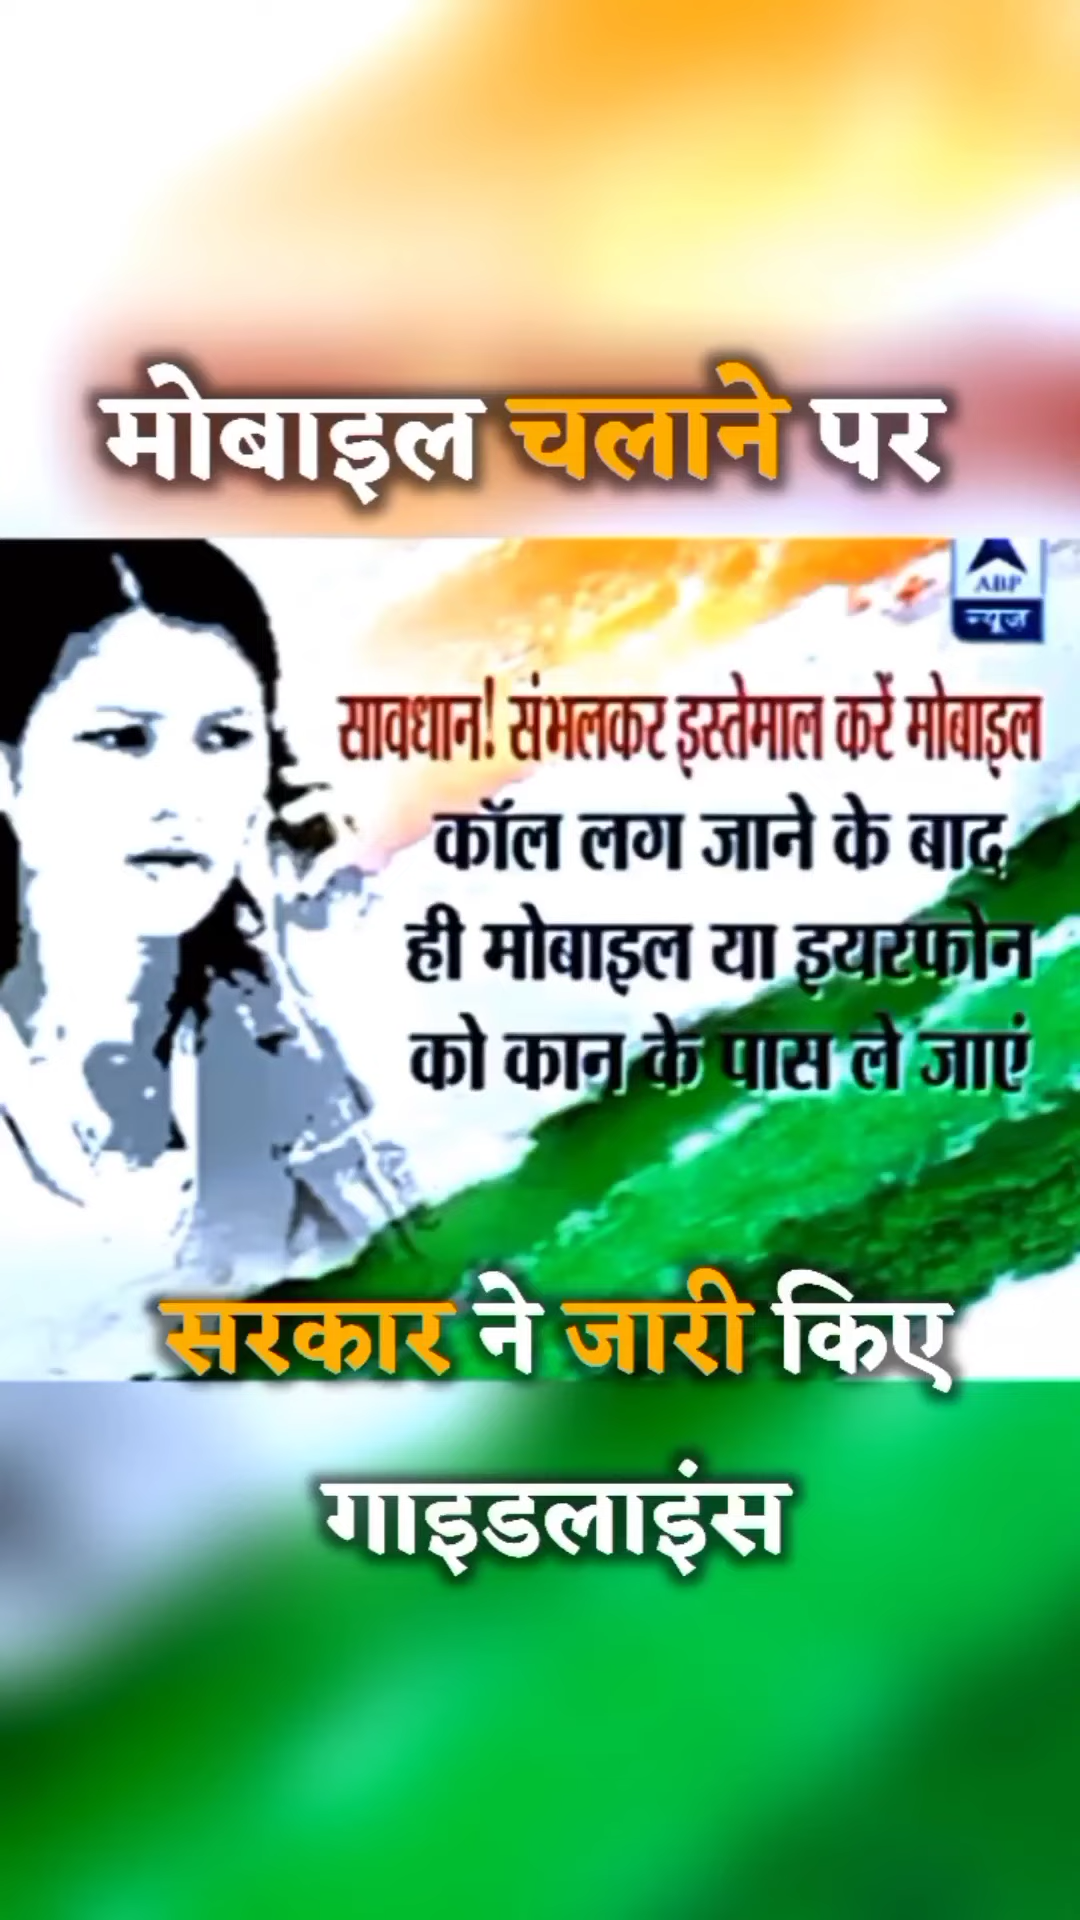 मोबाइल चलाने पर
ABP
न्यूज़
सावधान! संभलकर इस्तेमाल करें मोबाइल
कॉल लग जाने के बाद
ही मोबाइल या इयरफोन
को कान के पास ले जाएं
सरकार ने जारी किए
गाइडलाइंस